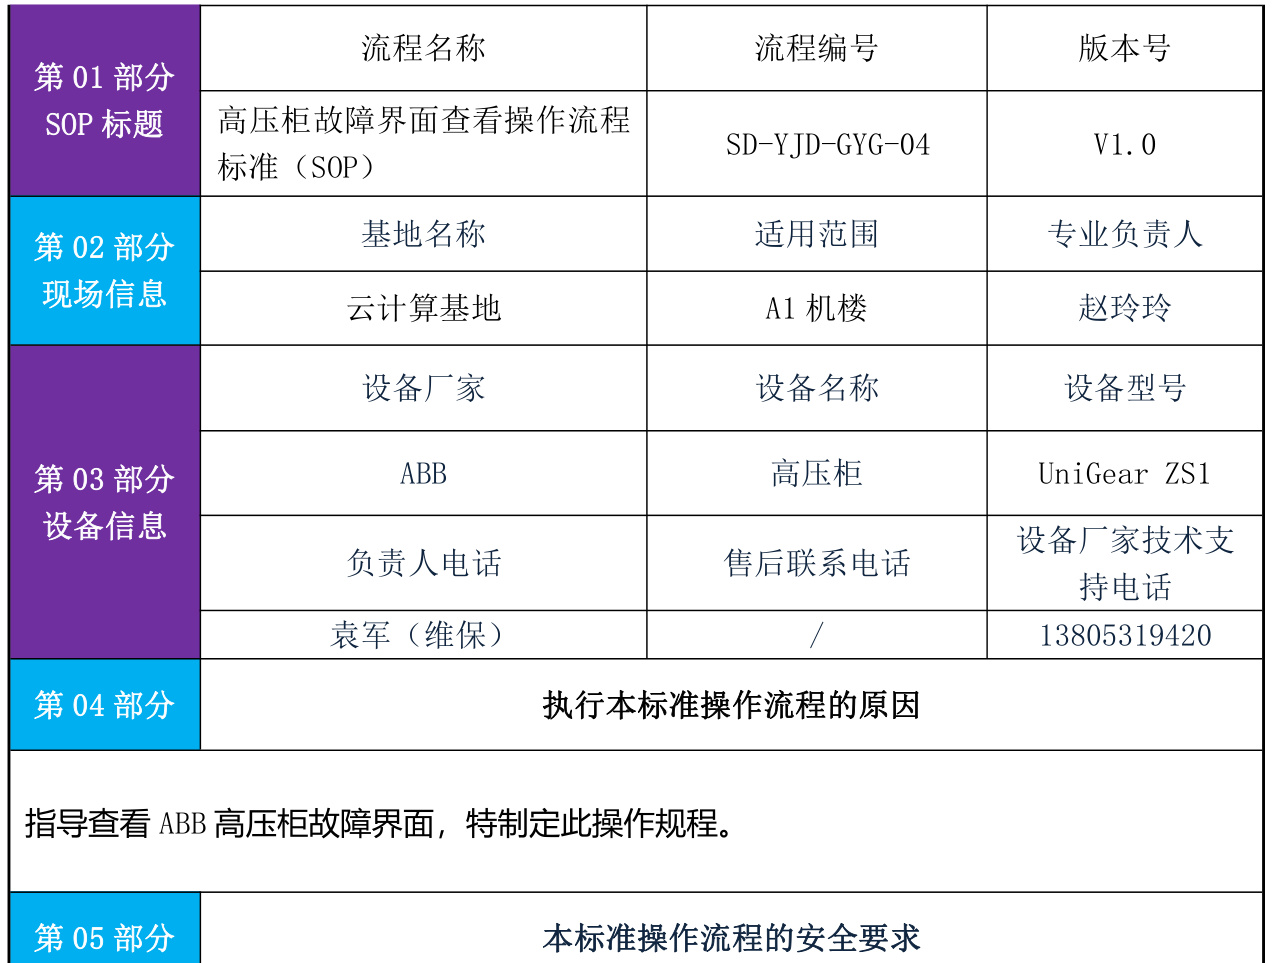 第 01 部分
SOP 标题
流程名称
流程编号
版本号
高压柜故障界面查看操作流程
标准（SOP）
SD-YJD-GYG-04
V1.0
第 02 部分
现场信息
基地名称
适用范围
专业负责人
云计算基地
A1 机楼
赵玲玲
第 03 部分
设备信息
设备厂家
设备名称
设备型号
ABB
高压柜
UniGear ZS1
负责人电话
售后联系电话
设备厂家技术支
持电话
袁军（维保）
/
13805319420
第 04 部分
执行本标准操作流程的原因
指导查看 ABB 高压柜故障界面，特制定此操作规程。
第 05 部分
本标准操作流程的安全要求